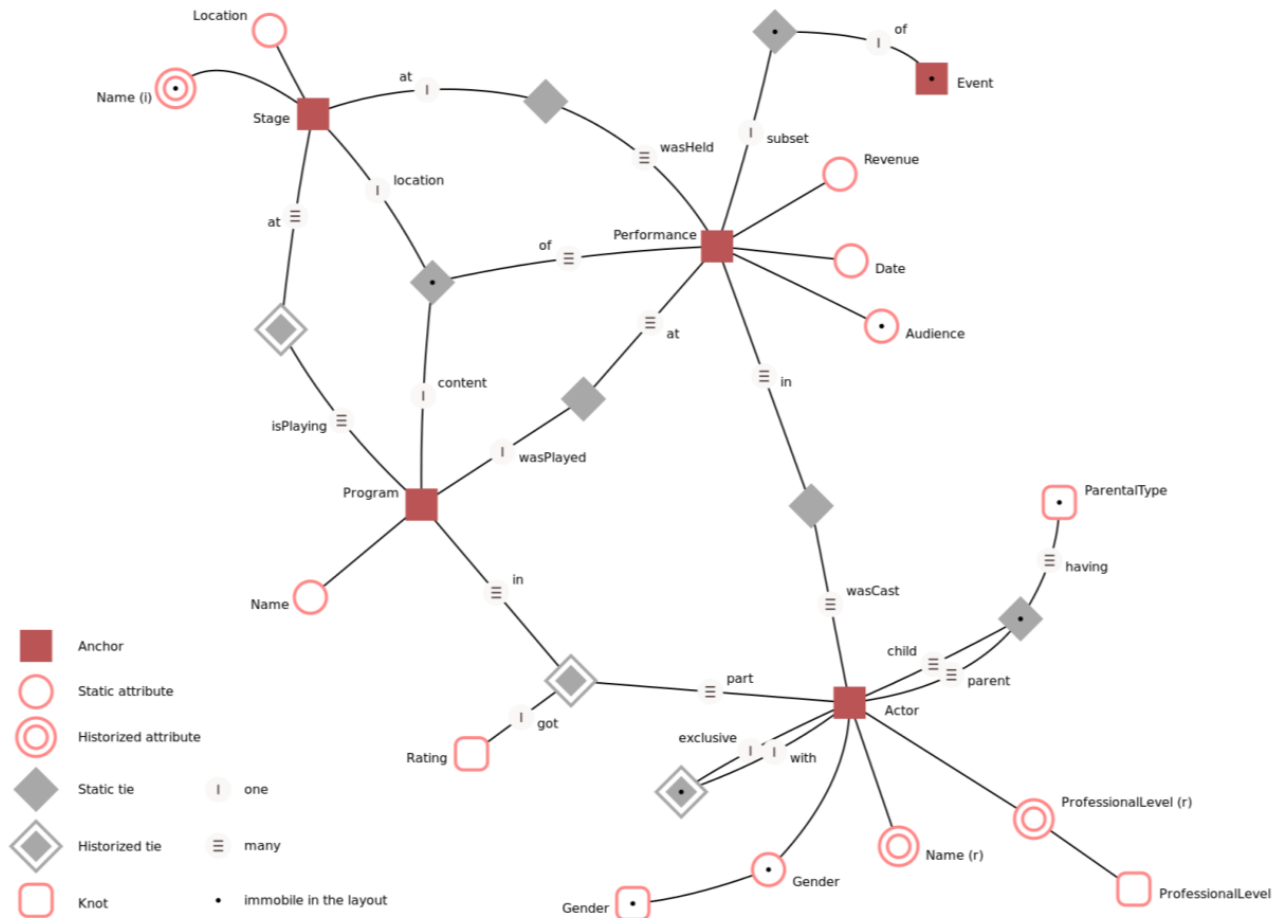 Location
of
at
Event
Name (i)
Stage
subset
wasHeld
Revenue
location
at
Performance
of
Date
at
Audience
in
content
isPlaying
wasPlayed
Program
ParentalType
having
in
wasCast
Name
Anchor
child
part
parent
Static attribute
Actor
Historized attribute
got
exclusive
with
Rating
Static tie
one
ProfessionalLevel (r)
Historized tie
many
Name (r)
Gender
ProfessionalLevel
Knot
immobile in the layout
Gender